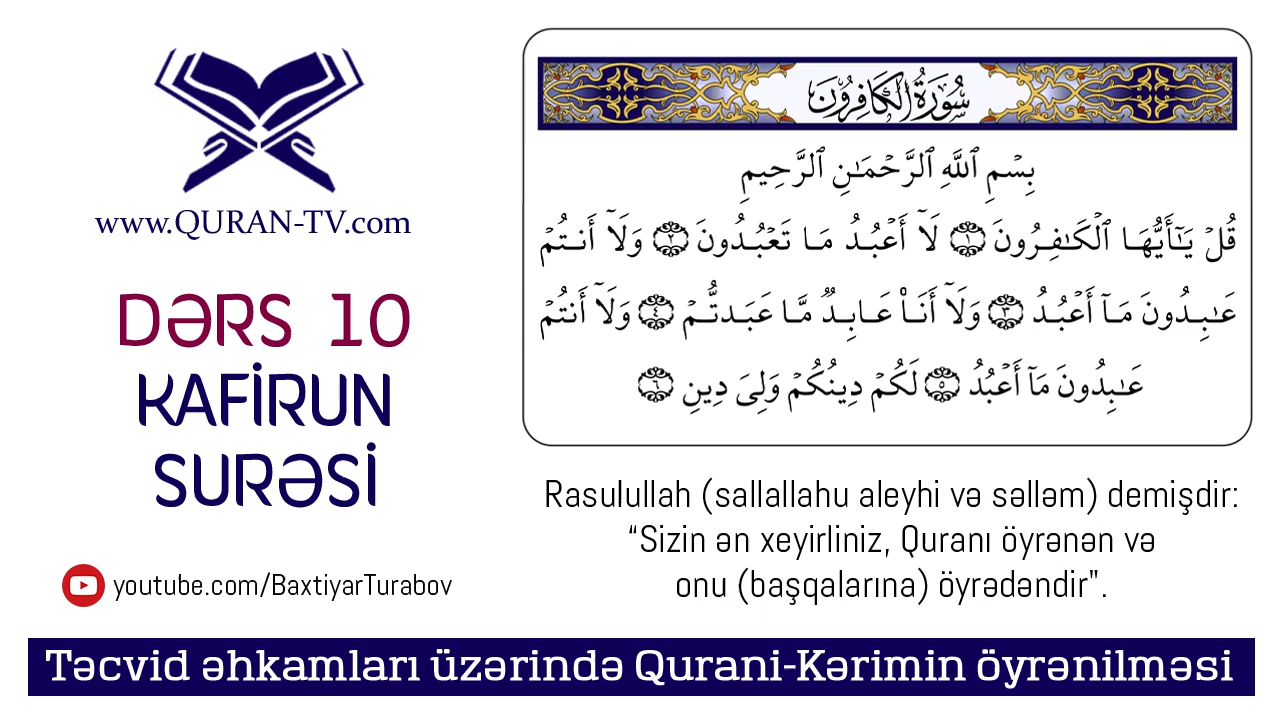 www.QURAN-TV.com
DƏRS 10
KAFİRUN
SURƏSİ
youtube.com/BaxtiyarTurabov
سُورَةُ الْكَافِرُونَ
بِسۡمِ ٱللَّهِ ٱلرَّحۡمَـٰنِ ٱلرَّحِيمِ
قُلۡ يَـٰٓأَيُّهَا ٱلۡكَـٰفِرُونَ ١ لَآ أَعۡبُدُ مَا تَعۡبُدُونَ ٢ وَلَآ أَنتُمۡ
عَـٰبِدُونَ مَآ أَعۡبُدُ ٣ وَلَآ أَنَا۠ عَابِدٌ مَّا عَبَدتُّمۡ ٤ وَلَآ أَنتُمۡ
عَـٰبِدُونَ مَآ أَعۡبُدُ ٥ لَكُمۡ دِينُكُمۡ وَلِىَ دِينِ ٦
Rasulullah (sallallahu aleyhi və səlləm) demişdir:
“Sizin ən xeyirliniz, Quranı öyrənən və
onu (başqalarına) öyrədəndir".
Təcvid əhkamları üzərində Qurani-Kərimin öyrənilməsi